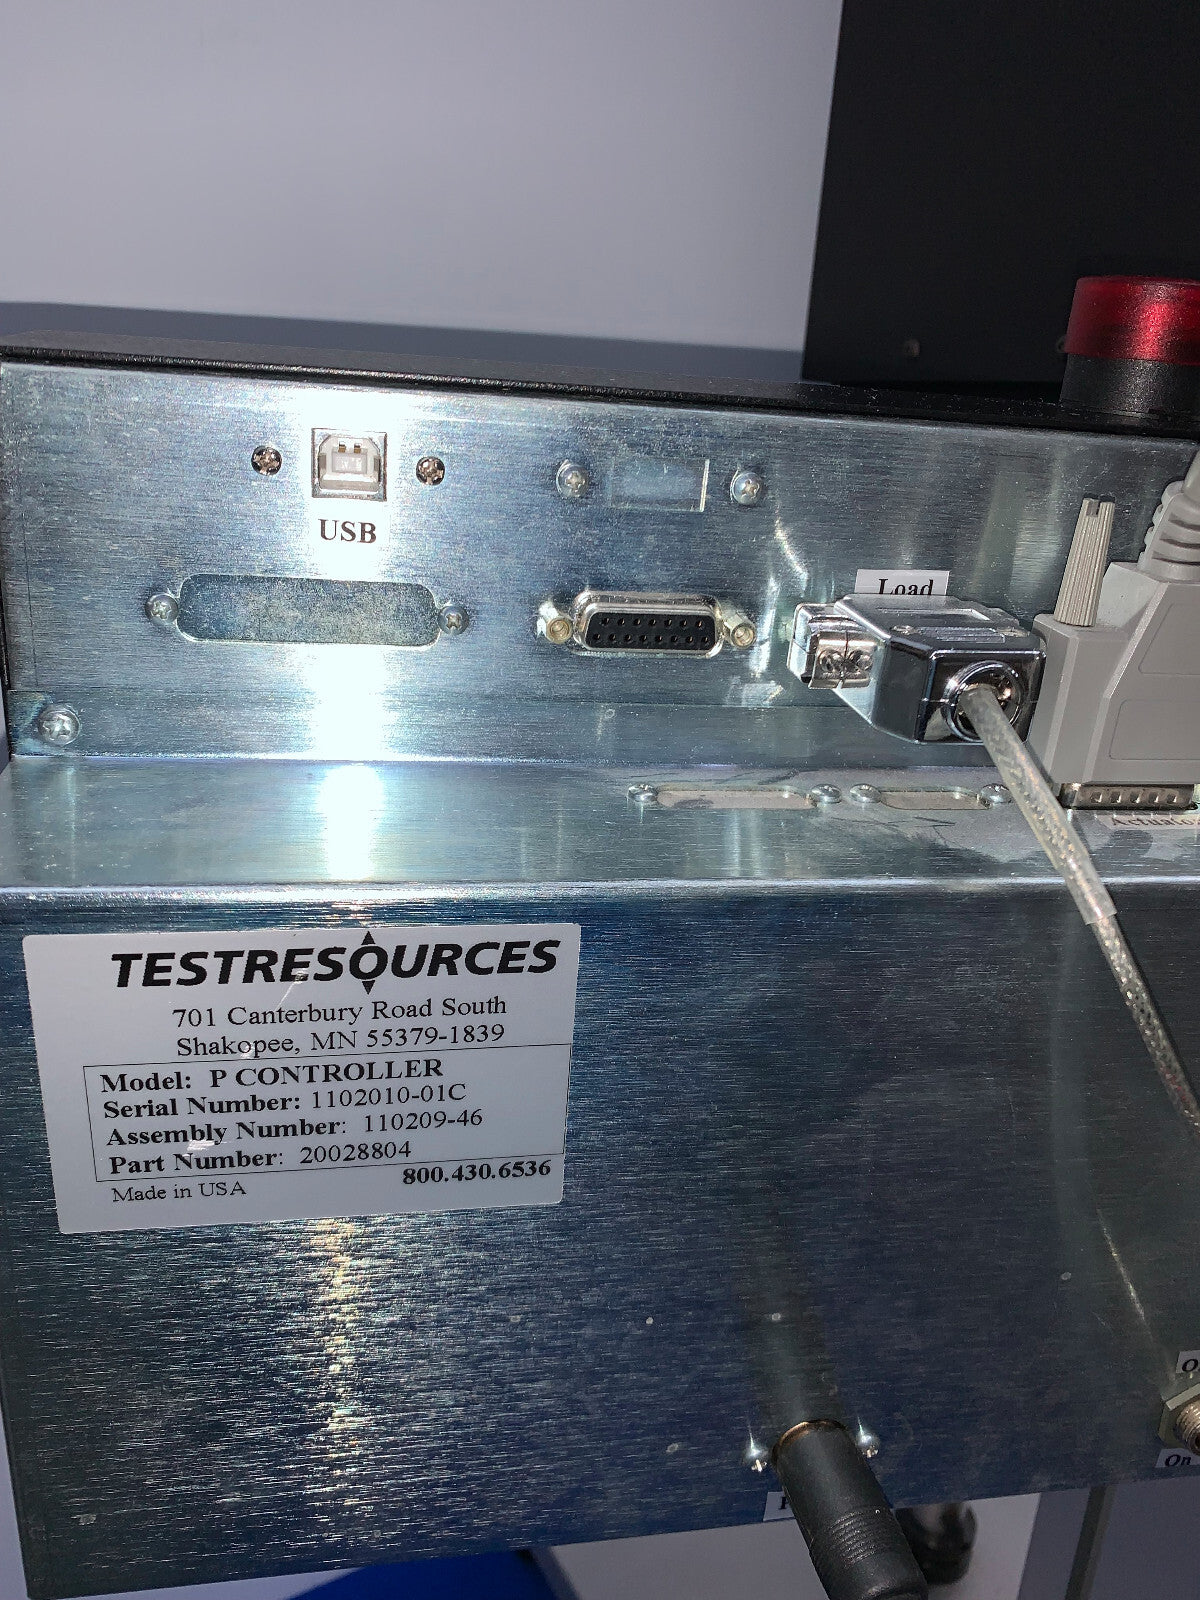 USB
Load
TESTRESOURCES
701 Canterbury Road South
Shakopee, MN 55379-1839
Model: P CONTROLLER
Serial Number: 1102010-01C
Assembly Number: 110209-46
Part Number: 20028804
800.430.6536
Made in USA
On